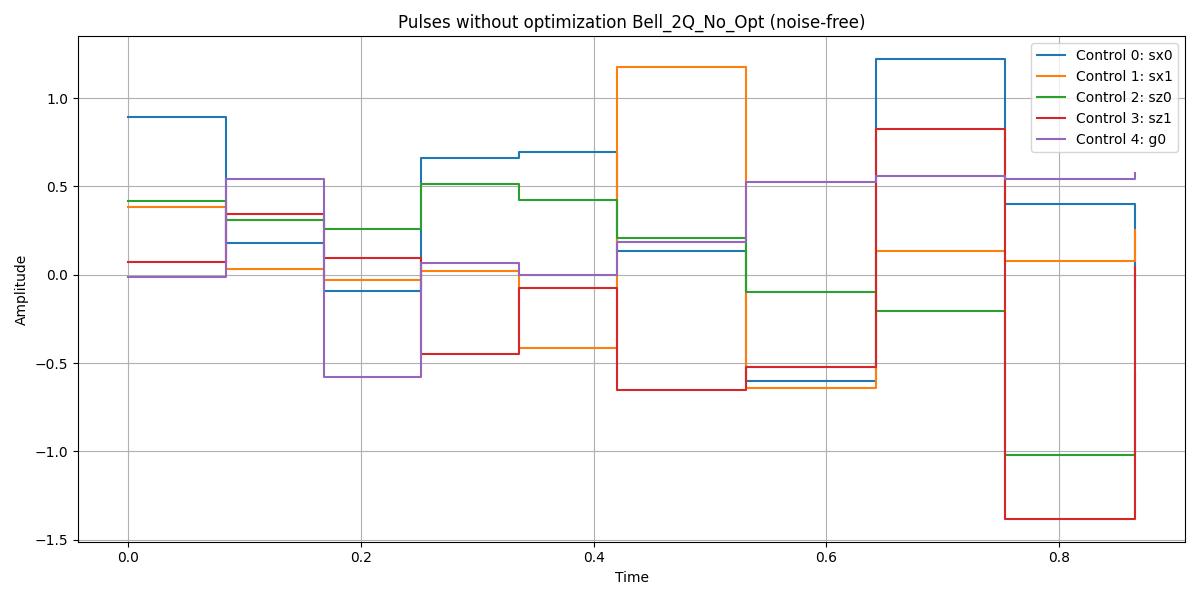 Pulses without optimization Bell_2Q_No_Opt (noise-free)
Control 0: sx0
Control 1: sx1
Control 2: sz0
Control 3: sz1
Control 4: g0
1.0
0.5
0.0
−0.5
−1.0
−1.5
Amplitude
0.0 0.2 0.4 0.6 0.8
Time